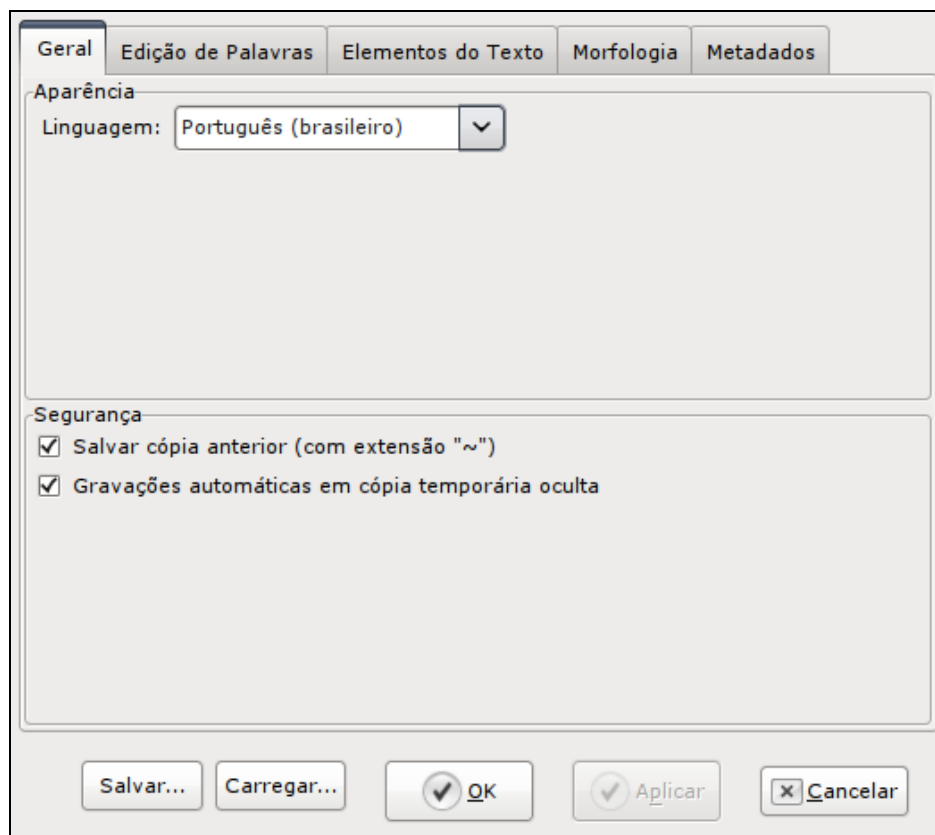 Geral Edição de Palavras Elementos do Texto Morfologia Metadados
Aparência
Linguagem: Português (brasileiro)
Segurança
Salvar cópia anterior (com extensão "~")
Gravações automáticas em cópia temporária oculta
Salvar... Carregar... OK Aplicar Cancelar